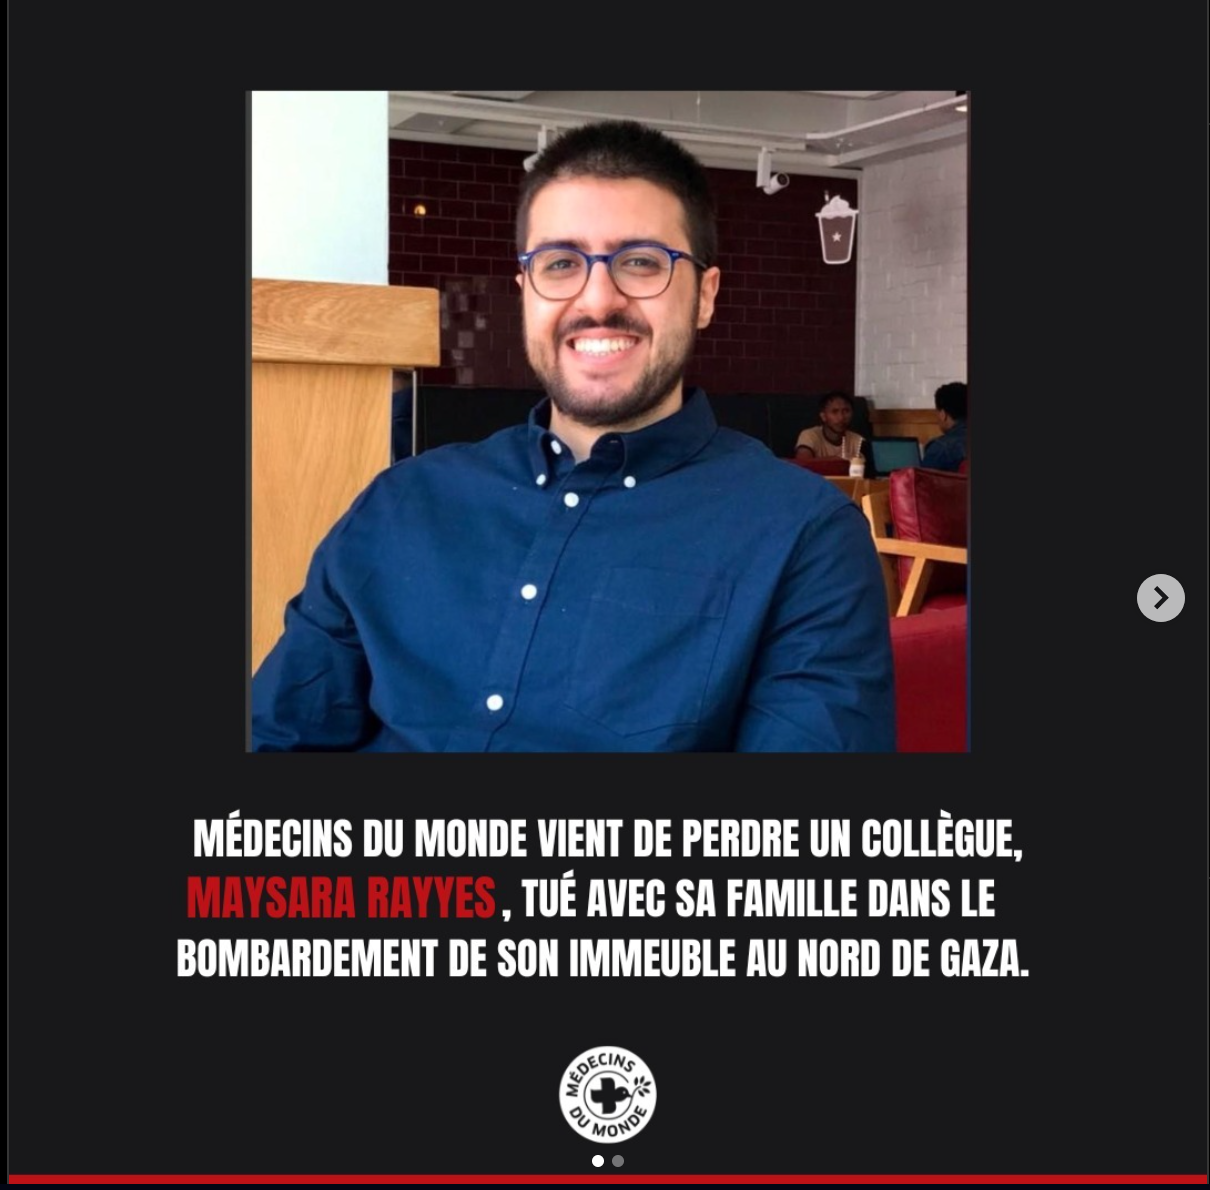 MÉDECINS DU MONDE VIENT DE PERDRE UN COLLÈGUE,
MAYSARA RAYYES, TUÉ AVEC SA FAMILLE DANS LE
BOMBARDEMENT DE SON IMMEUBLE AU NORD DE GAZA.
MÉDECINS
DU MONDE